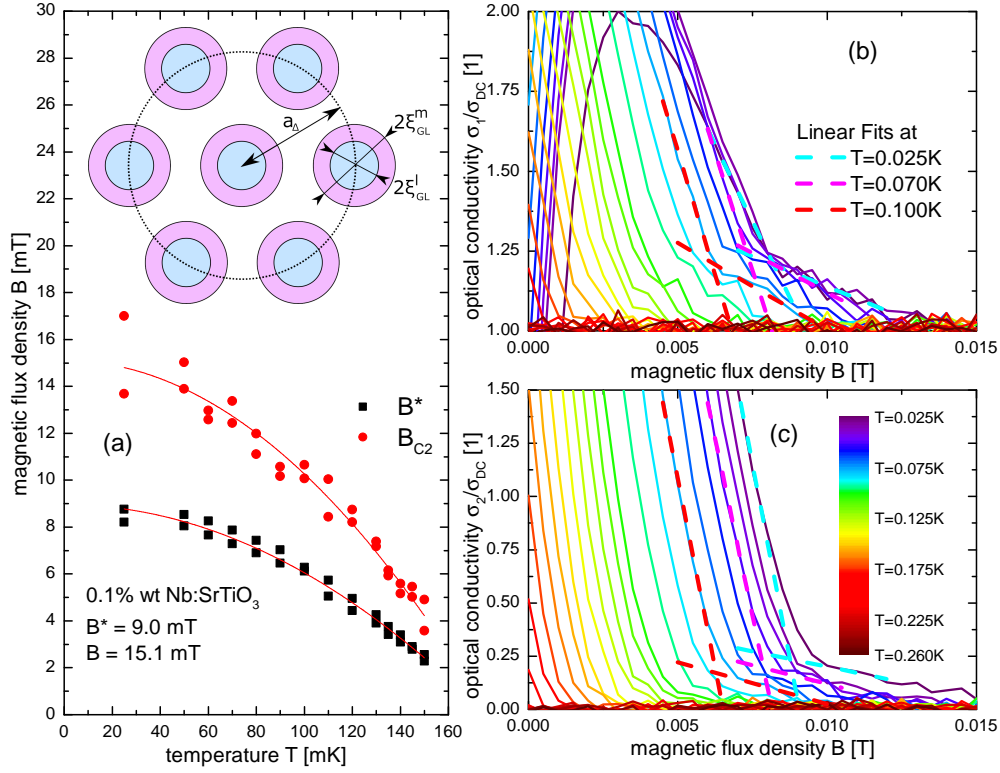 30
28
26
24
22
20
18
16
14
12
10
8
6
4
2
0
magnetic flux density B [mT]
a_Δ
2ξ_GL^m
2ξ_GL^l
(a)
B*
B_C2
0.1% wt Nb:SrTiO_3
B* = 9.0 mT
B = 15.1 mT
0 20 40 60 80 100 120 140 160
temperature T [mK]
2.00
1.75
1.50
1.25
1.00
optical conductivity σ_1/σ_DC [1]
(b)
Linear Fits at
T=0.025K
T=0.070K
T=0.100K
0.000 0.005 0.010 0.015
magnetic flux density B [T]
1.50
1.25
1.00
0.75
0.50
0.25
0.00
optical conductivity σ_2/σ_DC [1]
(c)
T=0.025K
T=0.075K
T=0.125K
T=0.175K
T=0.225K
T=0.260K
0.000 0.005 0.010 0.015
magnetic flux density B [T]